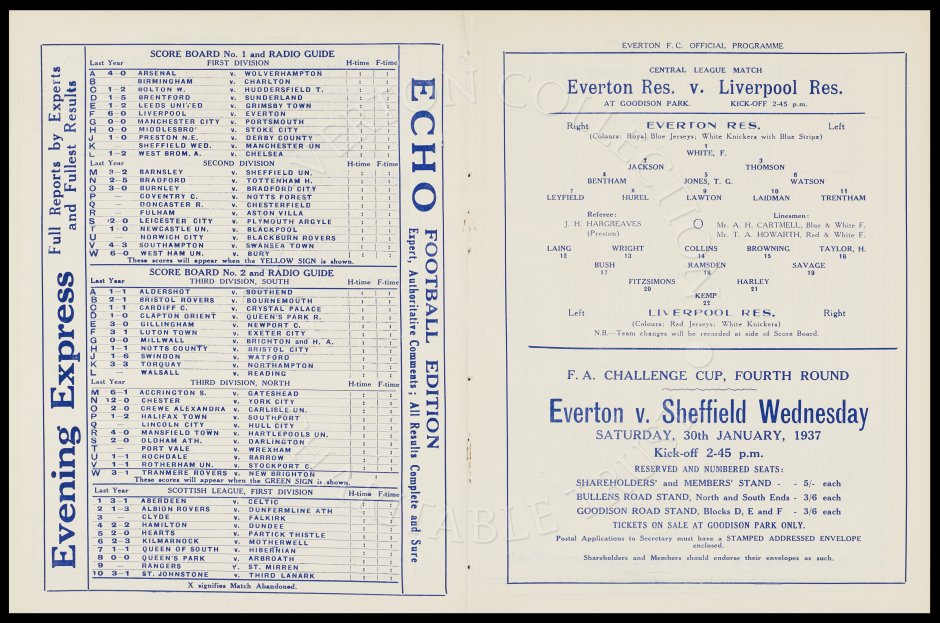 Evening Express
Full Reports by Experts
and Fullest Results
SCORE BOARD No. 1 and RADIO GUIDE
Last Year FIRST DIVISION H-time F-time
A 4-0 ARSENAL v. WOLVERHAMPTON : :
B BIRMINGHAM v. CHARLTON : :
C 1-2 BOLTON W. v. HUDDERSFIELD T. : :
D 1-5 BRENTFORD v. SUNDERLAND : :
E 1-2 LEEDS UNITED v. GRIMSBY TOWN : :
F 6-0 LIVERPOOL v. EVERTON : :
G 0-0 MANCHESTER CITY v. PORTSMOUTH : :
H 0-0 MIDDLESBRO' v. STOKE CITY : :
J 1-0 PRESTON N.E. v. DERBY COUNTY : :
K — SHEFFIELD WED. v. MANCHESTER UN : :
L 1-2 WEST BROM. A. v. CHELSEA : :
Last Year SECOND DIVISION H-time F-time
M 3-2 BARNSLEY v. SHEFFIELD UN. : :
N 2-5 BRADFORD v. TOTTENHAM H. : :
O 3-0 BURNLEY v. BRADFORD CITY : :
P — COVENTRY C. v. NOTTS FOREST : :
Q — DONCASTER R. v. CHESTERFIELD : :
R — FULHAM v. ASTON VILLA : :
S 2-0 LEICESTER CITY v. PLYMOUTH ARGYLE : :
T 1-0 NEWCASTLE UN. v. BLACKPOOL : :
U — NORWICH CITY v. BLACKBURN ROVERS : :
V 4-3 SOUTHAMPTON v. SWANSEA TOWN : :
W 6-0 WEST HAM UN. v. BURY : :
These scores will appear when the YELLOW SIGN is shown.
SCORE BOARD No. 2 and RADIO GUIDE
Last Year THIRD DIVISION, SOUTH H-time F-time
A 1-1 ALDERSHOT v. SOUTHEND : :
B 2-1 BRISTOL ROVERS v. BOURNEMOUTH : :
C 1-1 CARDIFF C. v. CRYSTAL PALACE : :
D 1-0 CLAPTON ORIENT v. QUEEN'S PARK R. : :
E 3-0 GILLINGHAM v. NEWPORT C. : :
F 3 1 LUTON TOWN v. EXETER CITY : :
G 0-0 MILLWALL v. BRIGHTON and H. A. : :
H 1-1 NOTTS COUNTY v. BRISTOL CITY : :
J 1-6 SWINDON v. WATFORD : :
K 3-3 TORQUAY v. NORTHAMPTON : :
L — WALSALL v. READING : :
Last Year THIRD DIVISION, NORTH H-time F-time
M 6-1 ACCRINGTON S. v. GATESHEAD : :
N 12-0 CHESTER v. YORK CITY : :
O 2-0 CREWE ALEXANDRA v. CARLISLE UN. : :
P 1-2 HALIFAX TOWN v. SOUTHPORT : :
Q LINCOLN CITY v. HULL CITY : :
R 4-0 MANSFIELD TOWN v. HARTLEPOOLS UN. : :
S 2-0 OLDHAM ATH. v. DARLINGTON : :
T — PORT VALE v. WREXHAM : :
U 1-1 ROCHDALE v. BARROW : :
V 1-1 ROTHERHAM UN. v. STOCKPORT C. : :
W 3-1 TRANMERE ROVERS v. NEW BRIGHTON : :
These scores will appear when the GREEN SIGN is shown.
Last Year SCOTTISH LEAGUE, FIRST DIVISION H-time F-time
1 3-1 ABERDEEN v. CELTIC : :
2 1-3 ALBION ROVERS v. DUNFERMLINE ATH : :
3 — CLYDE v. FALKIRK : :
4 2-2 HAMILTON v. DUNDEE : :
5 2-0 HEARTS v. PARTICK THISTLE : :
6 2-3 KILMARNOCK v. MOTHERWELL : :
7 1-1 QUEEN OF SOUTH v. HIBERNIAN : :
8 0-0 QUEEN'S PARK v. ARBROATH : :
9 — RANGERS v. ST. MIRREN : :
10 3-1 ST. JOHNSTONE v. THIRD LANARK : :
X signifies Match Abandoned.
ECHO FOOTBALL EDITION
Expert, Authoritative Comments ; All Results Complete and Sure
EVERTON F.C. OFFICIAL PROGRAMME
CENTRAL LEAGUE MATCH
Everton Res. v. Liverpool Res.
AT GOODISON PARK. KICK-OFF 2-45 p.m.
Right EVERTON RES. Left
(Colours: Royal Blue Jerseys; White Knickers with Blue Stripe)
1
WHITE, F.
2 3
JACKSON THOMSON
4 5 6
BENTHAM JONES, T. G. WATSON
7 8 9 10 11
LEYFIELD HUREL LAWTON LAIDMAN TRENTHAM
Referee: Linesmen:
J. H. HARGREAVES Mr. A. H. CARTMELL, Blue & White F.
(Preston) Mr. T. A. HOWARTH, Red & White F.
LAING WRIGHT COLLINS BROWNING TAYLOR, H.
12 13 14 15 16
BUSH RAMSDEN SAVAGE
17 18 19
FITZSIMONS HARLEY
20 21
KEMP
22
Left LIVERPOOL RES. Right
(Colours: Red Jerseys; White Knickers)
N.B.—Team changes will be recorded at side of Score Board.
F. A. CHALLENGE CUP, FOURTH ROUND
Everton v. Sheffield Wednesday
SATURDAY, 30th JANUARY, 1937
Kick-off 2-45 p.m.
RESERVED AND NUMBERED SEATS:
SHAREHOLDERS' and MEMBERS' STAND - - 5/- each
BULLENS ROAD STAND, North and South Ends - 3/6 each
GOODISON ROAD STAND, Blocks D, E and F - 3/6 each
TICKETS ON SALE AT GOODISON PARK ONLY.
Postal Applications to Secretary must have a STAMPED ADDRESSED ENVELOPE
enclosed.
Shareholders and Members should endorse their envelopes as such.